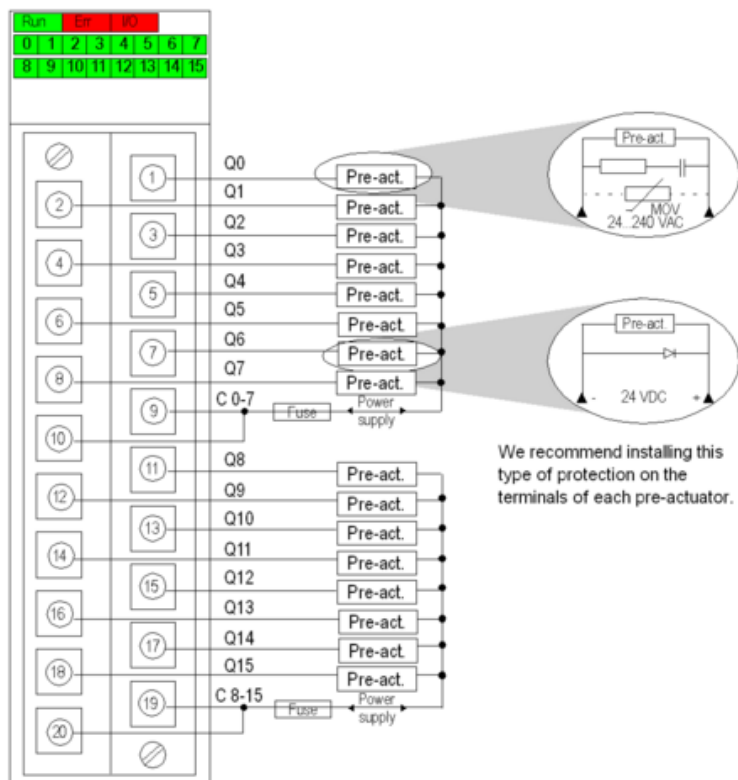 Run Err I/O
0 1 2 3 4 5 6 7
8 9 10 11 12 13 14 15
1 Q0 Pre-act.
2 Q1 Pre-act.
3 Q2 Pre-act.
4 Q3 Pre-act.
5 Q4 Pre-act.
6 Q5 Pre-act.
7 Q6 Pre-act.
8 Q7 Pre-act.
9 C 0-7 Fuse Power
supply
10
11 Q8 Pre-act.
12 Q9 Pre-act.
13 Q10 Pre-act.
14 Q11 Pre-act.
15 Q12 Pre-act.
16 Q13 Pre-act.
17 Q14 Pre-act.
18 Q15 Pre-act.
19 C 8-15 Fuse Power
supply
20
Pre-act.
MOV
24...240 VAC
Pre-act.
- 24 VDC +
We recommend installing this
type of protection on the
terminals of each pre-actuator.